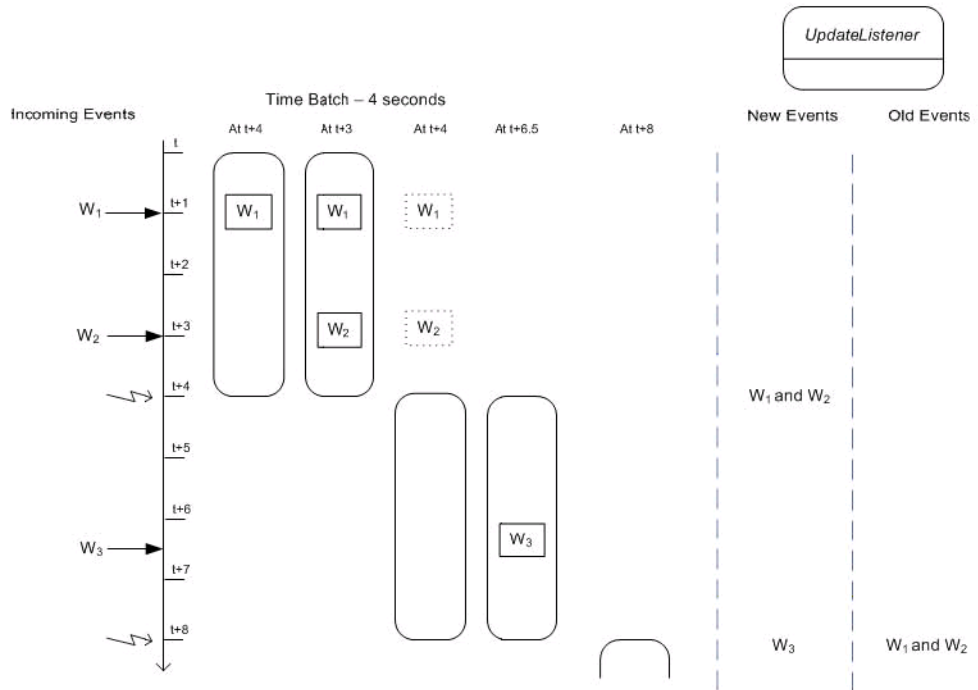 UpdateListener
Time Batch – 4 seconds
Incoming Events
New Events
Old Events
At t+4
At t+3
At t+4
At t+6.5
At t+8
t
W₁
t+1
W₁
W₁
W₁
t+2
W₂
t+3
W₂
W₂
t+4
W₁ and W₂
t+5
t+6
W₃
W₃
t+7
t+8
W₃
W₁ and W₂